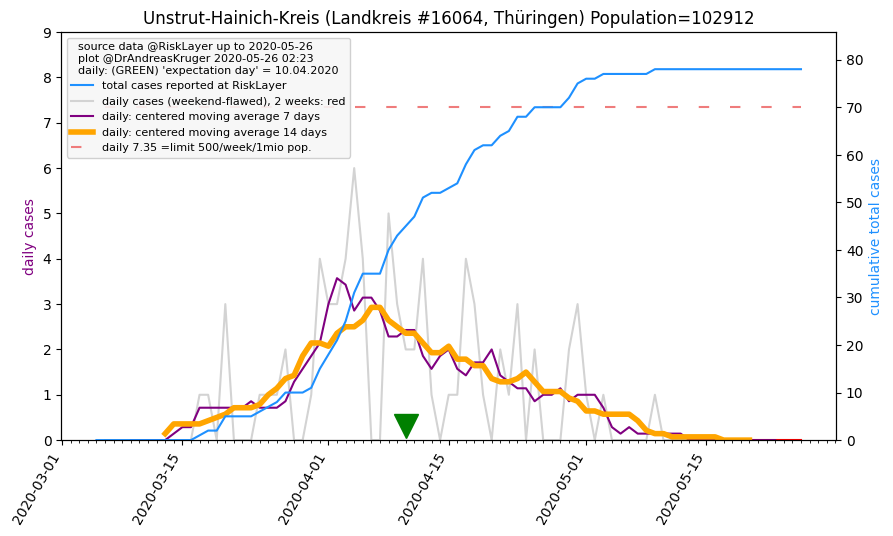 Unstrut-Hainich-Kreis (Landkreis #16064, Thüringen) Population=102912
source data @RiskLayer up to 2020-05-26
plot @DrAndreasKruger 2020-05-26 02:23
daily: (GREEN) 'expectation day' = 10.04.2020
total cases reported at RiskLayer
daily cases (weekend-flawed), 2 weeks: red
daily: centered moving average 7 days
daily: centered moving average 14 days
daily 7.35 =limit 500/week/1mio pop.
daily cases
9
8
7
6
5
4
3
2
1
0
cumulative total cases
80
70
60
50
40
30
20
10
0
2020-03-01
2020-03-15
2020-04-01
2020-04-15
2020-05-01
2020-05-15